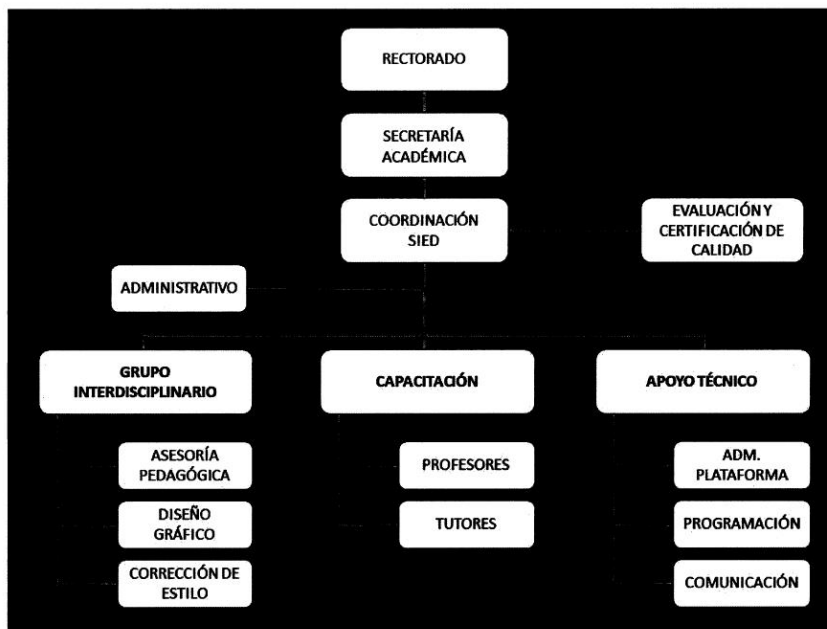 RECTORADO
SECRETARÍA
ACADÉMICA
COORDINACIÓN
SIED
EVALUACIÓN Y
CERTIFICACIÓN DE
CALIDAD
ADMINISTRATIVO
GRUPO
INTERDISCIPLINARIO
CAPACITACIÓN
APOYO TÉCNICO
ASESORÍA
PEDAGÓGICA
DISEÑO
GRÁFICO
CORRECCIÓN DE
ESTILO
PROFESORES
TUTORES
ADM.
PLATAFORMA
PROGRAMACIÓN
COMUNICACIÓN